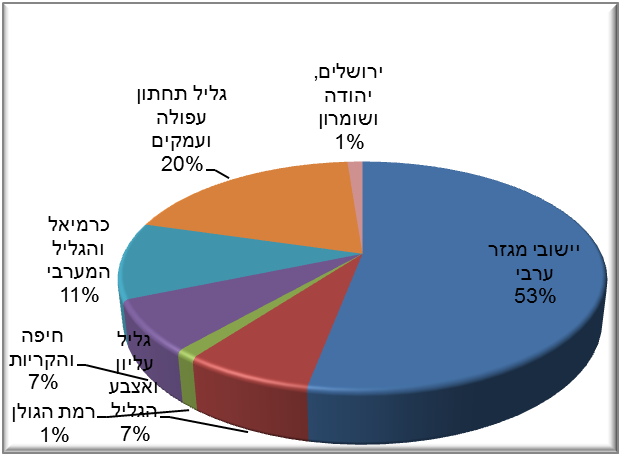 ירושלים,
יהודה
ושומרון
1%
גליל תחתון
עפולה
ועמקים
20%
כרמיאל
והגליל
המערבי
11%
יישובי מגזר
ערבי
53%
חיפה
והקריות
7%
גליל
עליון
ואצבע
הגליל
7%
רמת הגולן
1%